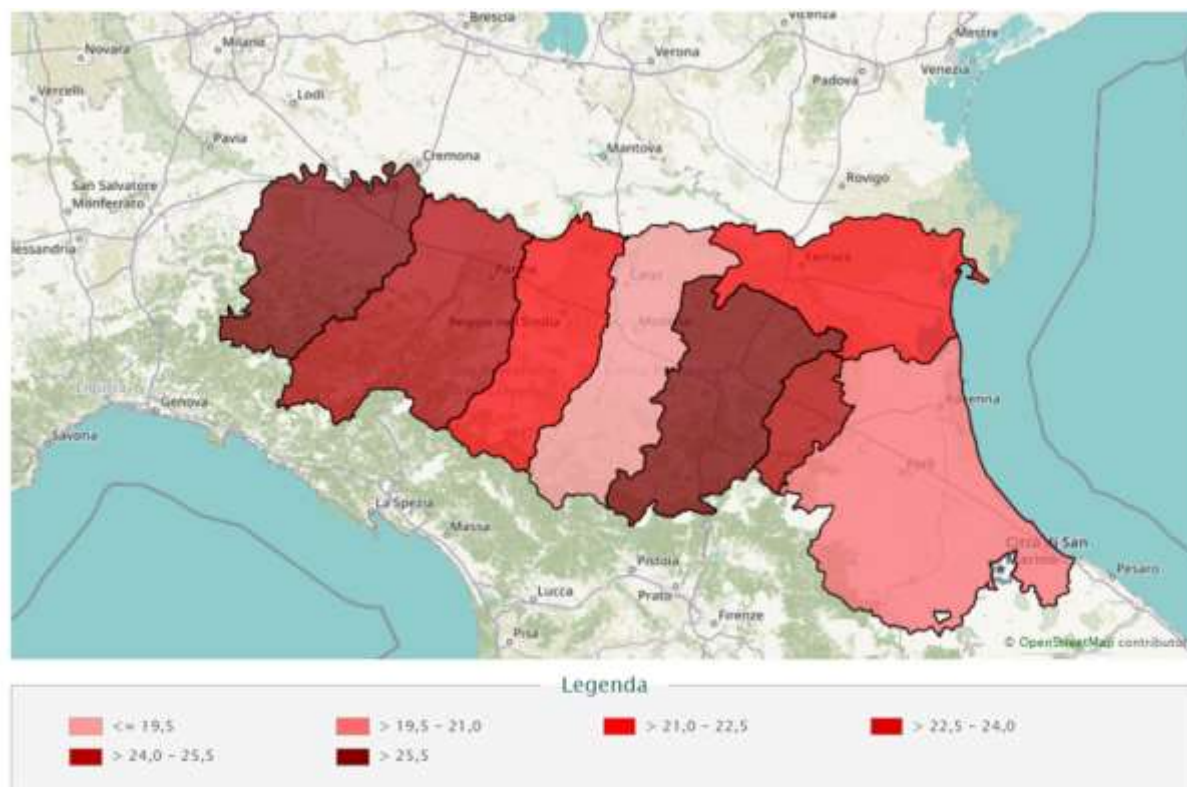 Brescia
Vicenza
Novara
Milano
Verona
Mestre
Padova
Venezia
Vercelli
Lodi
Pavia
Cremona
Mantova
Rovigo
San Salvatore
Monferrato
lessandria
Parma
Carpi
Ferrara
Reggio nell'Emilia
Modena
Genova
Savona
Ravenna
Forlì
La Spezia
Massa
Città di San
Marino
Pesaro
Pistoia
Lucca
Prato
Firenze
Pisa
© OpenStreetMap contributor
Legenda
<= 19,5
> 19,5 - 21,0
> 21,0 - 22,5
> 22,5 - 24,0
> 24,0 - 25,5
> 25,5